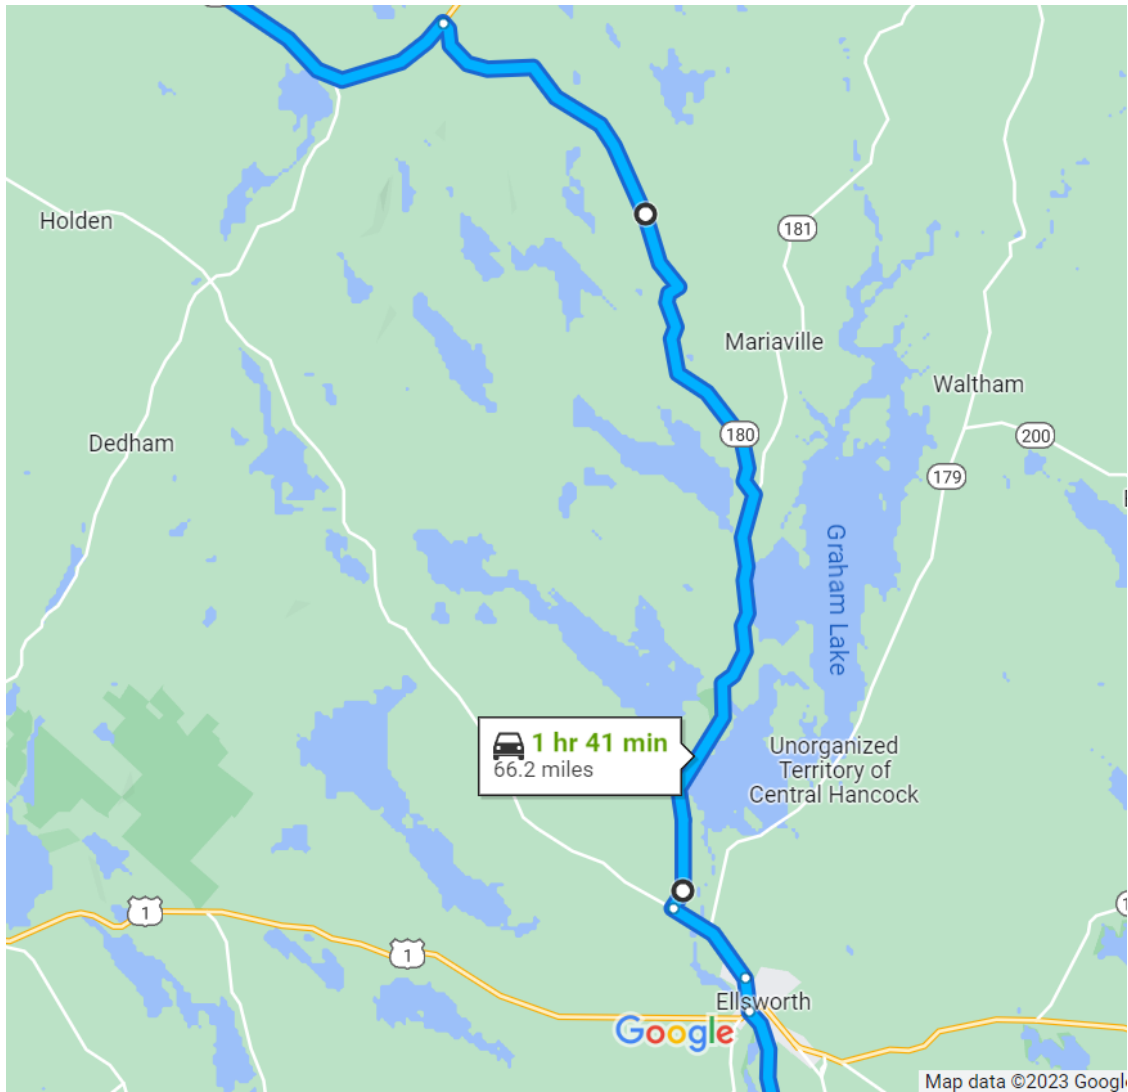 Holden
181
Mariaville
Waltham
180
200
Dedham
179
Graham Lake
1 hr 41 min
66.2 miles
Unorganized
Territory of
Central Hancock
1
1
Ellsworth
Google
Map data ©2023 Google